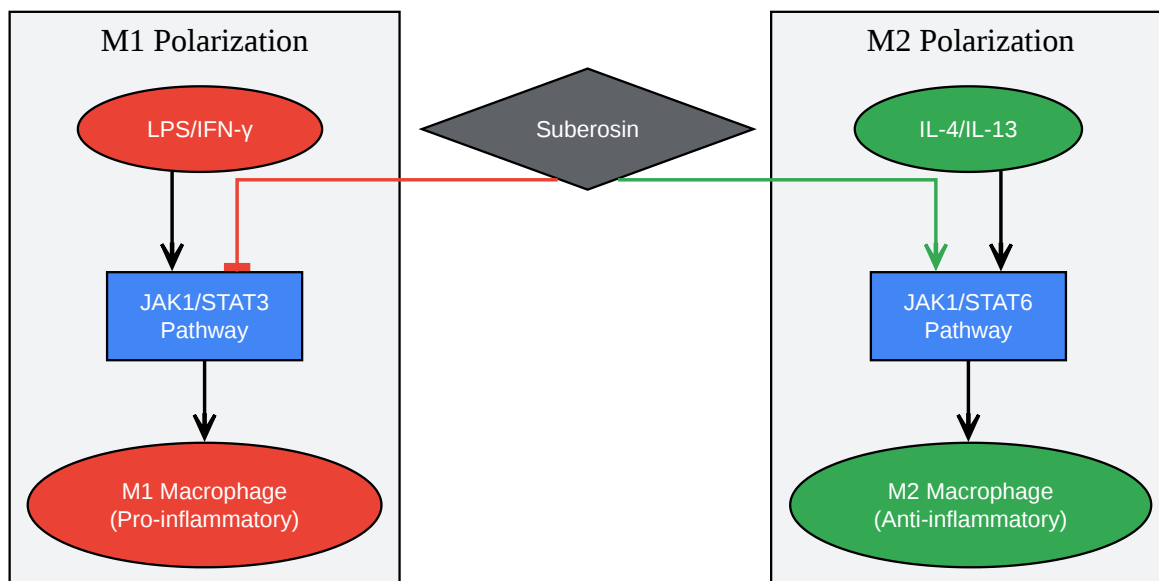 M1 Polarization
LPS/IFN-γ
JAK1/STAT3
Pathway
M1 Macrophage
(Pro-inflammatory)
Suberosin
M2 Polarization
IL-4/IL-13
JAK1/STAT6
Pathway
M2 Macrophage
(Anti-inflammatory)